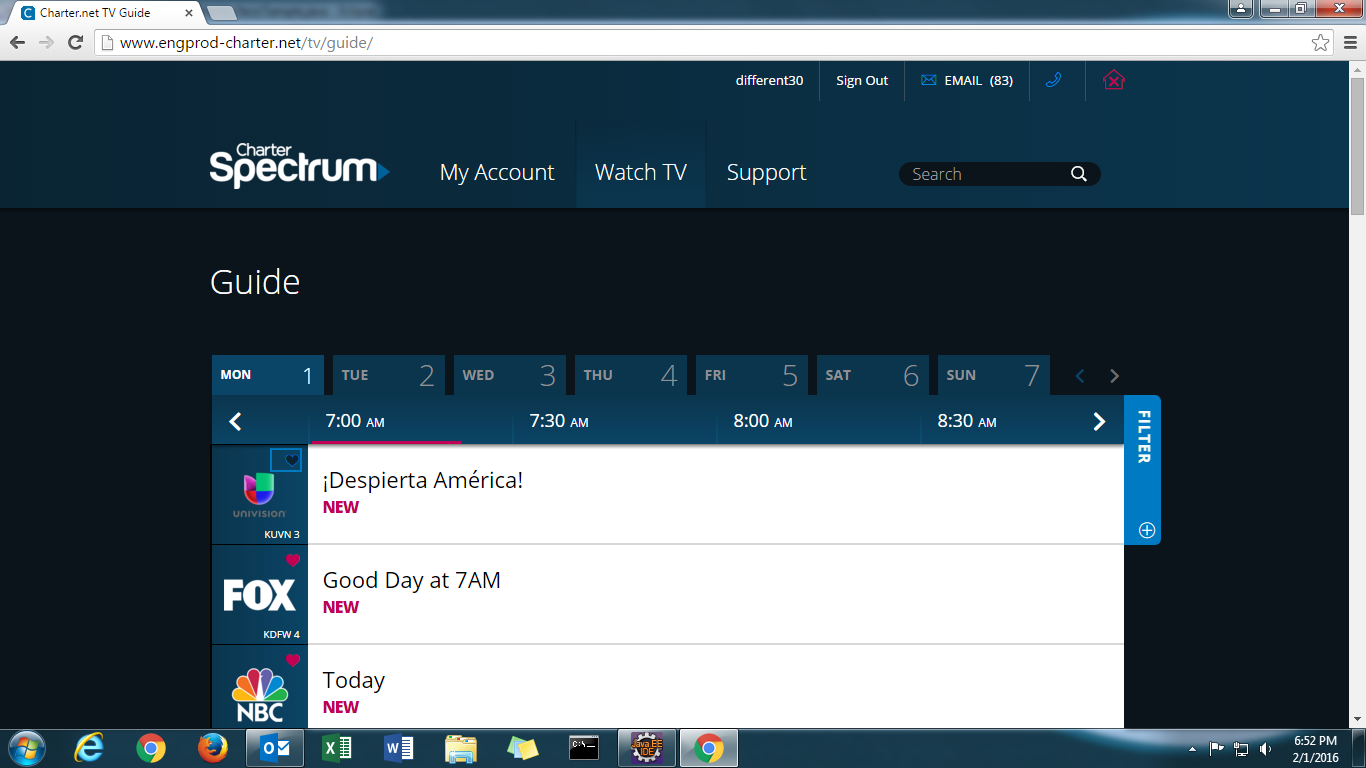 Charter.net TV Guide
www.engprod-charter.net/tv/guide/
different30 Sign Out EMAIL (83)
Charter
Spectrum
My Account Watch TV Support Search
Guide
MON 1 TUE 2 WED 3 THU 4 FRI 5 SAT 6 SUN 7
7:00 AM 7:30 AM 8:00 AM 8:30 AM
FILTER
¡Despierta América!
NEW
UNIVISION
KUVN 3
Good Day at 7AM
NEW
FOX
KDFW 4
Today
NEW
NBC
Java EE
IDE
6:52 PM
2/1/2016